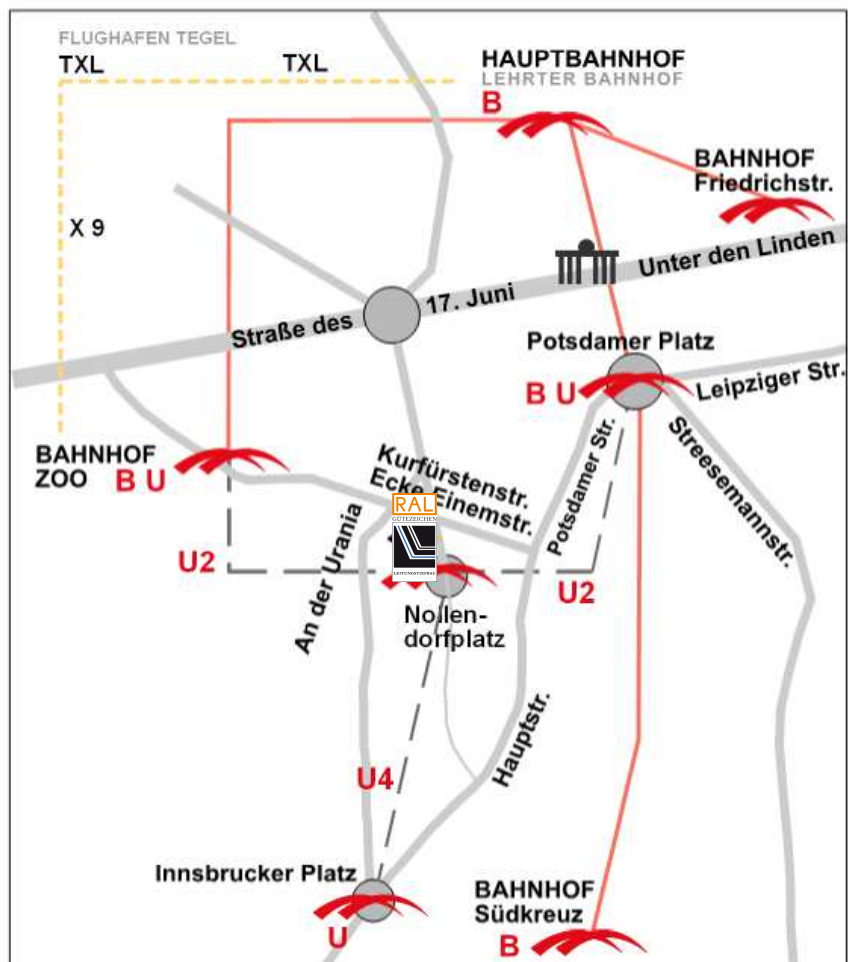 FLUGHAFEN TEGEL
TXL
TXL
HAUPTBAHNHOF
LEHRTER BAHNHOF
B
BAHNHOF
Friedrichstr.
X 9
Unter den Linden
Straße des
17. Juni
Potsdamer Platz
B U
Leipziger Str.
BAHNHOF
ZOO
B U
Kurfürstenstr.
Ecke Einemstr.
Potsdamer Str.
Streesemannstr.
RAL
GÜTEZEICHEN
LEITUNGSTIEFBAU
An der Urania
U2
U2
Nollen-
dorfplatz
Hauptstr.
U4
Innsbrucker Platz
U
BAHNHOF
Südkreuz
B